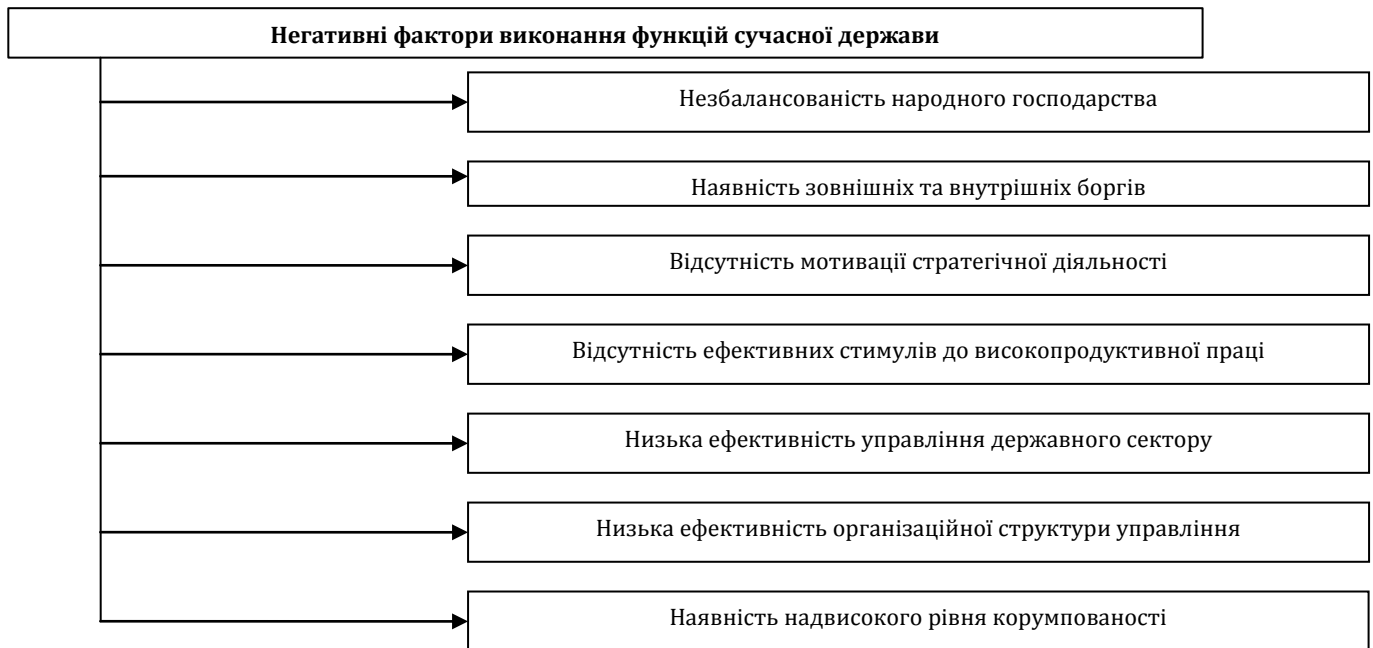 Негативні фактори виконання функцій сучасної держави
Незбалансованість народного господарства
Наявність зовнішніх та внутрішніх боргів
Відсутність мотивації стратегічної діяльності
Відсутність ефективних стимулів до високопродуктивної праці
Низька ефективність управління державного сектору
Низька ефективність організаційної структури управління
Наявність надвисокого рівня корумпованості